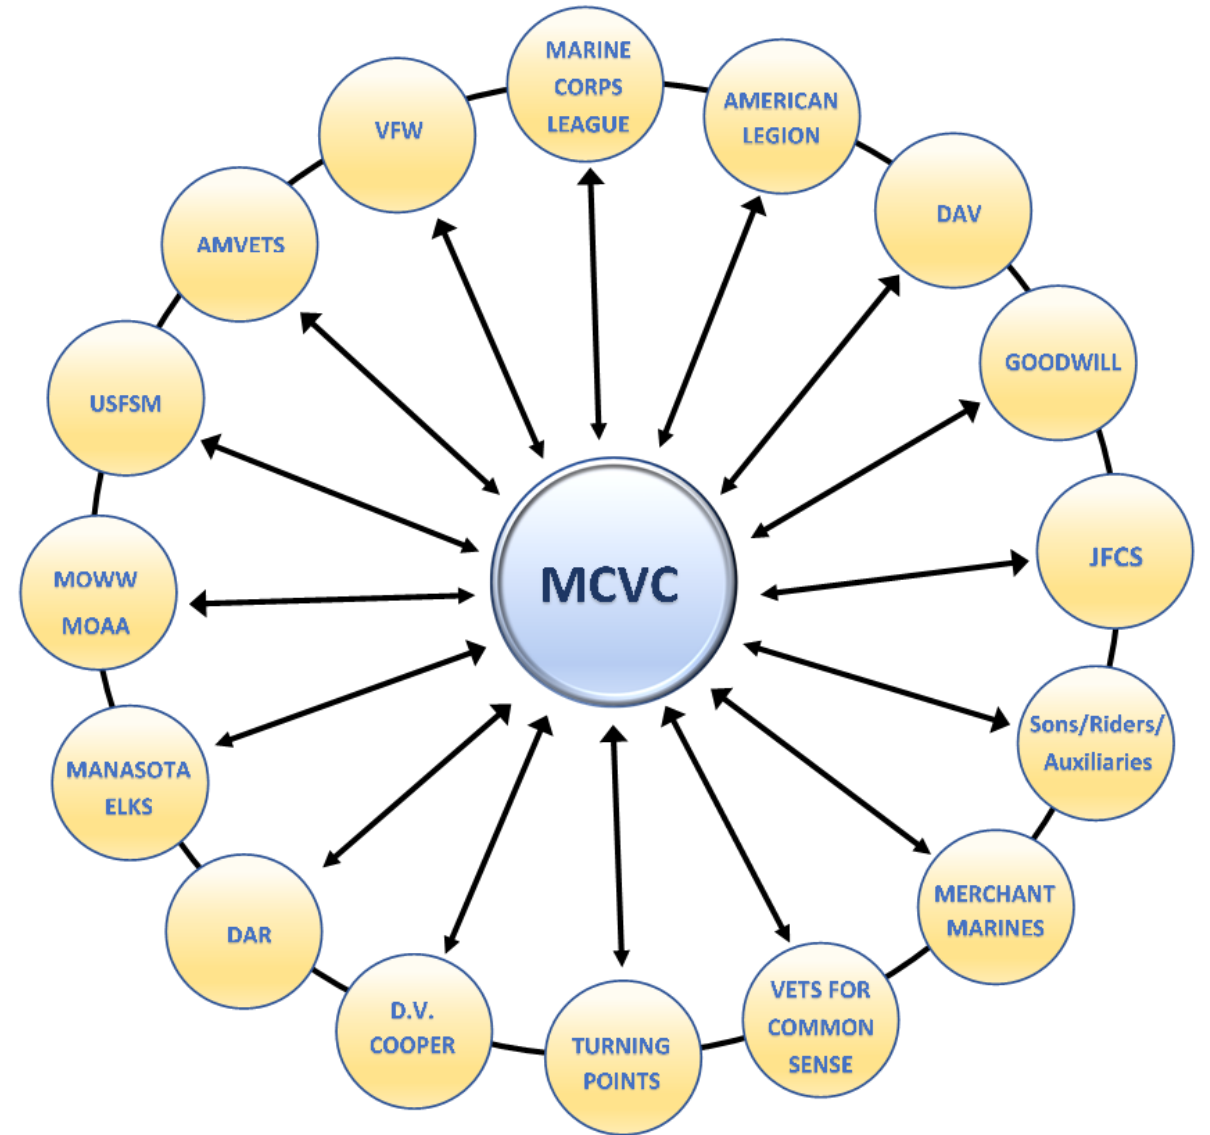 MARINE
CORPS
LEAGUE
AMERICAN
LEGION
DAV
GOODWILL
JFCS
Sons/Riders/
Auxiliaries
MERCHANT
MARINES
VETS FOR
COMMON
SENSE
TURNING
POINTS
D.V.
COOPER
DAR
MANASOTA
ELKS
MOWW
MOAA
USFSM
AMVETS
VFW
MCVC